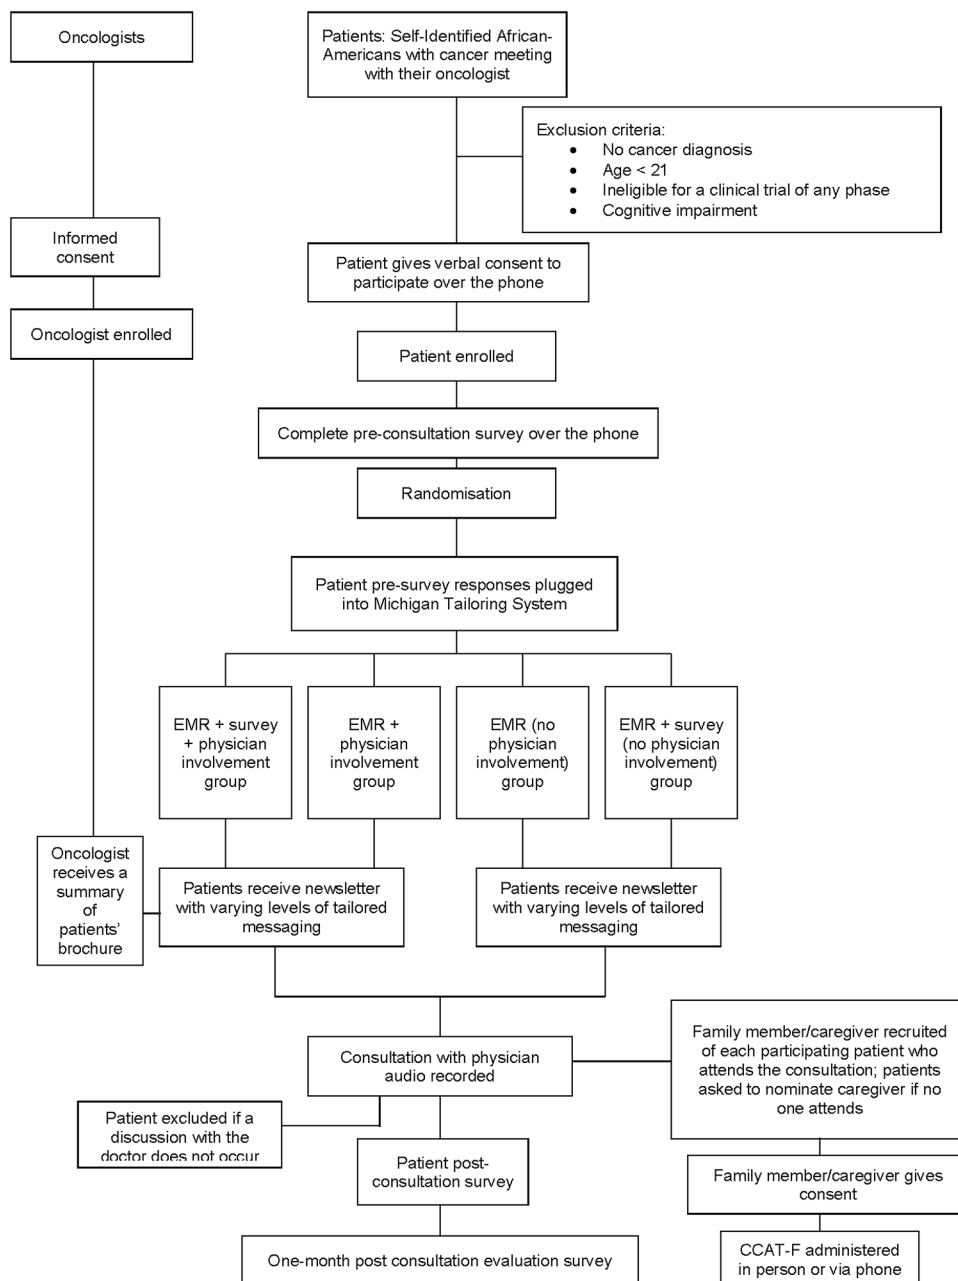 Oncologists
Patients: Self-Identified African-
Americans with cancer meeting
with their oncologist
Exclusion criteria:
• No cancer diagnosis
• Age < 21
• Ineligible for a clinical trial of any phase
• Cognitive impairment
Informed
consent
Patient gives verbal consent to
participate over the phone
Oncologist enrolled
Patient enrolled
Complete pre-consultation survey over the phone
Randomisation
Patient pre-survey responses plugged
into Michigan Tailoring System
EMR + survey
+ physician
involvement
group
EMR +
physician
involvement
group
EMR (no
physician
involvement)
group
EMR + survey
(no physician
involvement)
group
Oncologist
receives a
summary
of
patients'
brochure
Patients receive newsletter
with varying levels of tailored
messaging
Patients receive newsletter
with varying levels of tailored
messaging
Consultation with physician
audio recorded
Family member/caregiver recruited
of each participating patient who
attends the consultation; patients
asked to nominate caregiver if no
one attends
Patient excluded if a
discussion with the
doctor does not occur
Patient post-
consultation survey
Family member/caregiver gives
consent
One-month post consultation evaluation survey
CCAT-F administered
in person or via phone